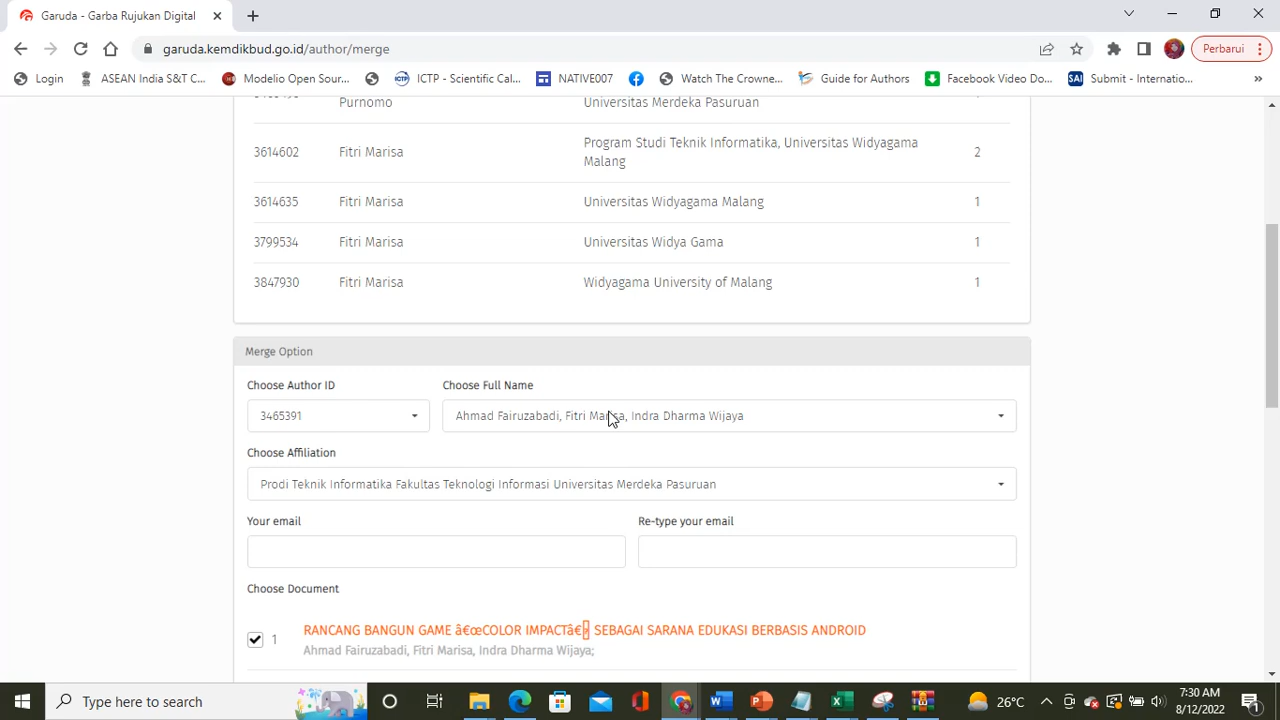 Garuda - Garba Rujukan Digital
garuda.kemdikbud.go.id/author/merge
Perbarui
Login
ASEAN India S&T C...
Modelio Open Sour...
ICTP - Scientific Cal...
NATIVE007
Watch The Crowne...
Guide for Authors
Facebook Video Do...
SAI
Submit - Internatio...
»
Purnomo Universitas Merdeka Pasuruan
3614602 Fitri Marisa Program Studi Teknik Informatika, Universitas Widyagama Malang 2
3614635 Fitri Marisa Universitas Widyagama Malang 1
3799534 Fitri Marisa Universitas Widya Gama 1
3847930 Fitri Marisa Widyagama University of Malang 1
Merge Option
Choose Author ID Choose Full Name
3465391 Ahmad Fairuzabadi, Fitri Marisa, Indra Dharma Wijaya
Choose Affiliation
Prodi Teknik Informatika Fakultas Teknologi Informasi Universitas Merdeka Pasuruan
Your email Re-type your email
Choose Document
1 RANCANG BANGUN GAME â€œCOLOR IMPACTâ€ SEBAGAI SARANA EDUKASI BERBASIS ANDROID
Ahmad Fairuzabadi, Fitri Marisa, Indra Dharma Wijaya;
Type here to search
26°C
7:30 AM
8/12/2022
1